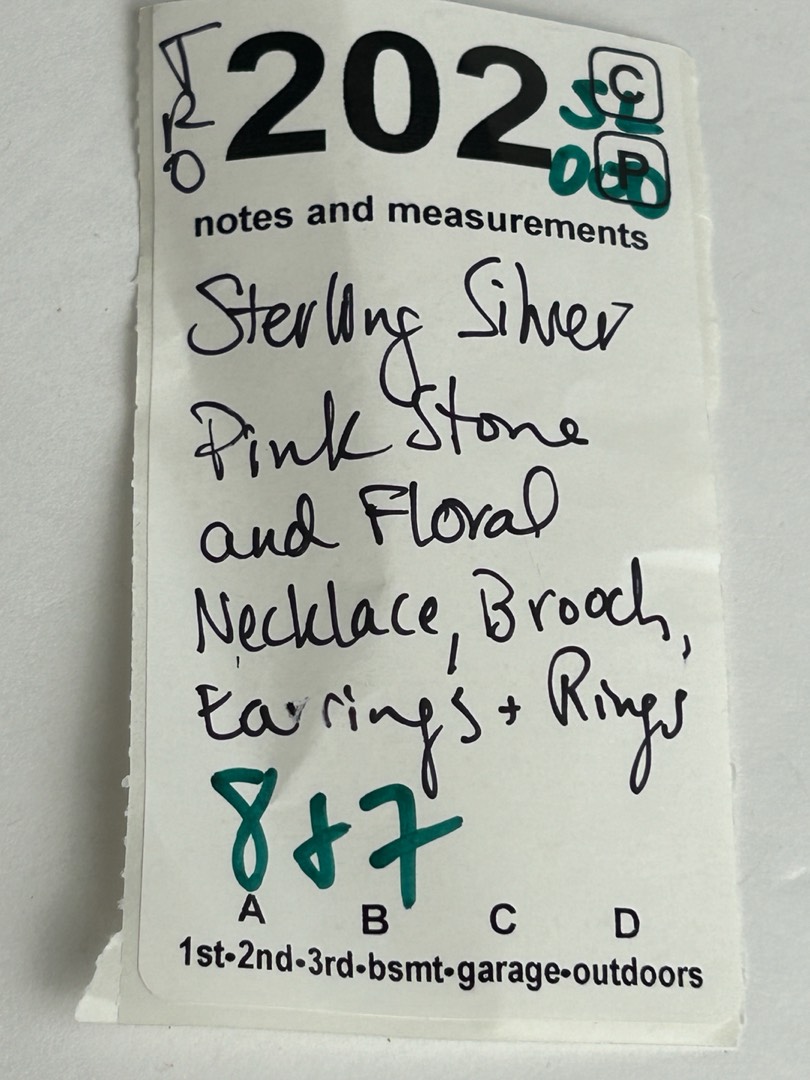 ORT
202
C
P
notes and measurements
Sterling Silver
Pink Stone
and Floral
Necklace, Brooch,
Earrings + Rings
8+7
A B C D
1st•2nd•3rd•bsmt•garage•outdoors